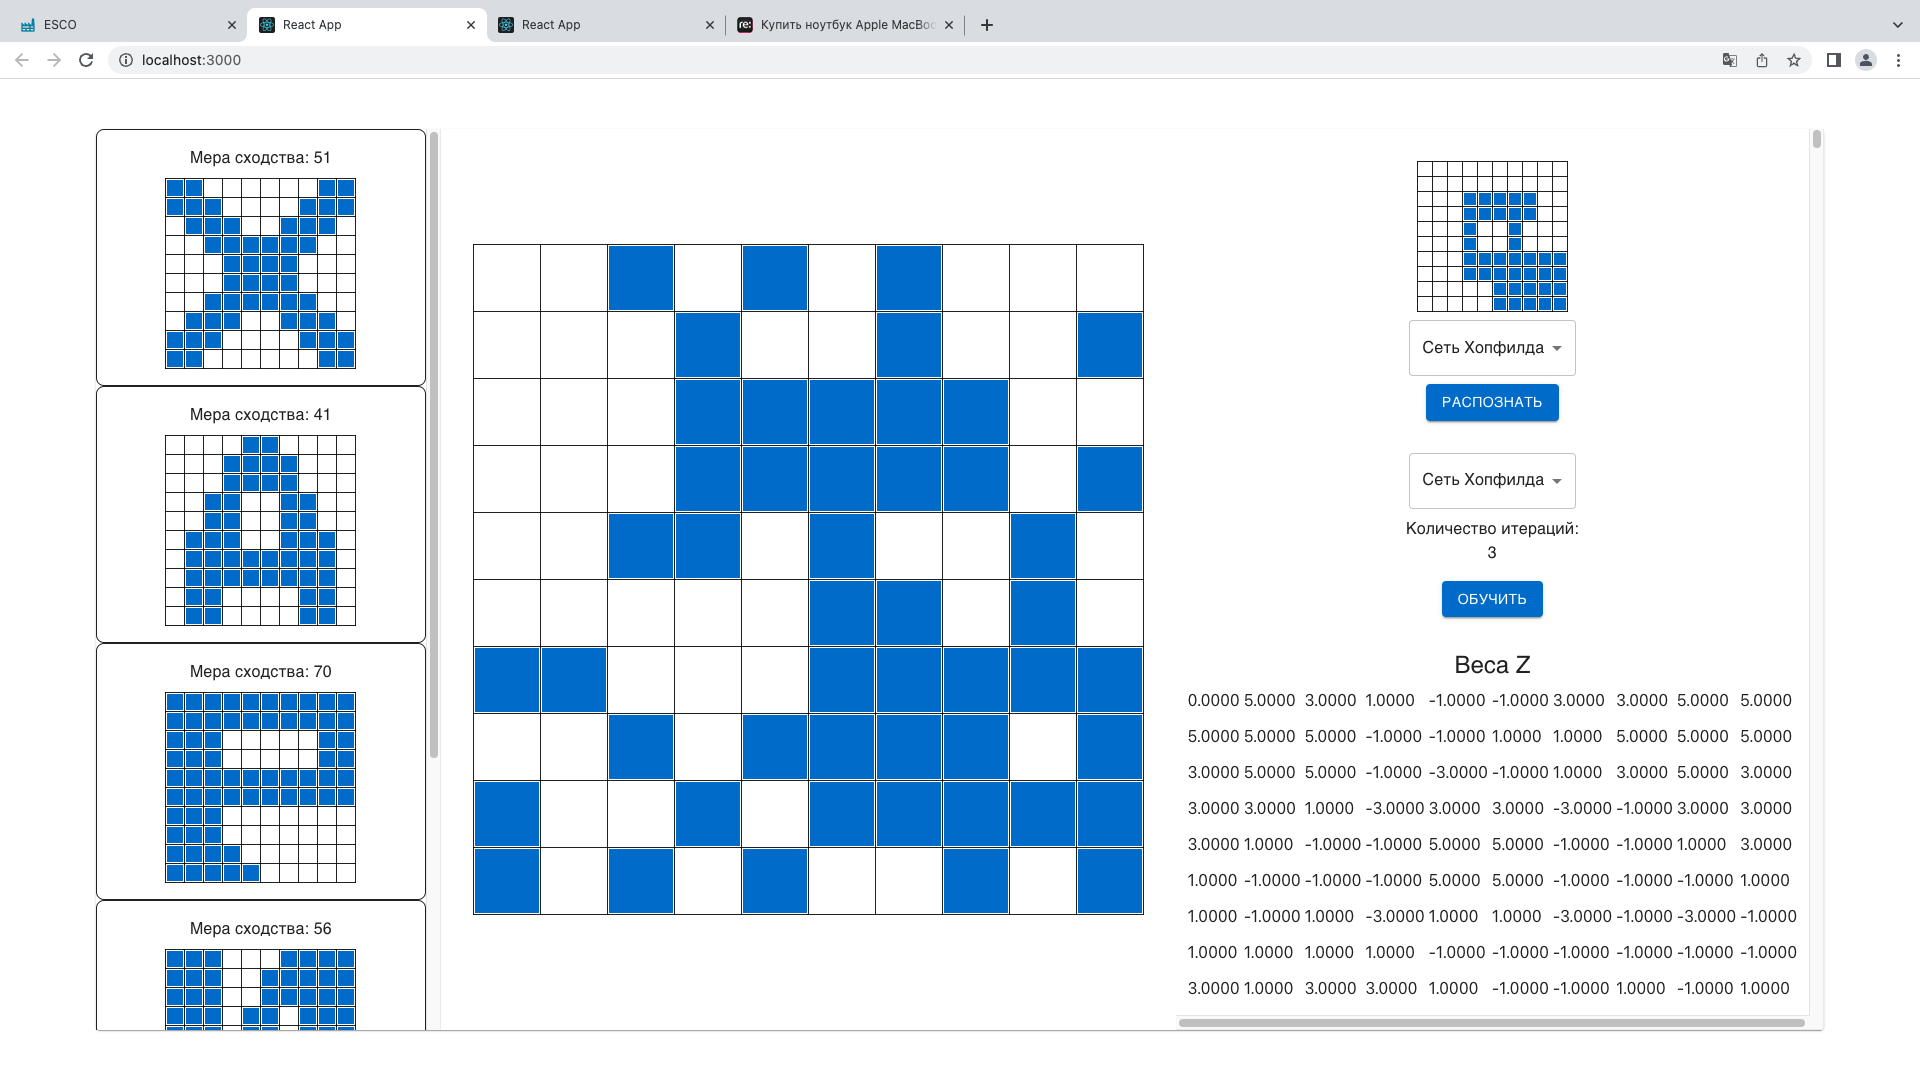 ESCO
React App
React App
Купить ноутбук Apple MacBoo
localhost:3000
Мера сходства: 51
Мера сходства: 41
Мера сходства: 70
Мера сходства: 56
Сеть Хопфилда
РАСПОЗНАТЬ
Сеть Хопфилда
Количество итераций:
3
ОБУЧИТЬ
Веса Z
0.0000 5.0000 3.0000 1.0000 -1.0000 -1.0000 3.0000 3.0000 5.0000 5.0000
5.0000 5.0000 5.0000 -1.0000 -1.0000 1.0000 1.0000 5.0000 5.0000 5.0000
3.0000 5.0000 5.0000 -1.0000 -3.0000 -1.0000 1.0000 3.0000 5.0000 3.0000
3.0000 3.0000 1.0000 -3.0000 3.0000 3.0000 -3.0000 -1.0000 3.0000 3.0000
3.0000 1.0000 -1.0000 -1.0000 5.0000 5.0000 -1.0000 -1.0000 1.0000 3.0000
1.0000 -1.0000 -1.0000 -1.0000 5.0000 5.0000 -1.0000 -1.0000 -1.0000 1.0000
1.0000 -1.0000 1.0000 -3.0000 1.0000 1.0000 -3.0000 -1.0000 -3.0000 -1.0000
1.0000 1.0000 1.0000 1.0000 -1.0000 -1.0000 -1.0000 -1.0000 -1.0000 -1.0000
3.0000 1.0000 3.0000 3.0000 1.0000 -1.0000 -1.0000 1.0000 -1.0000 1.0000